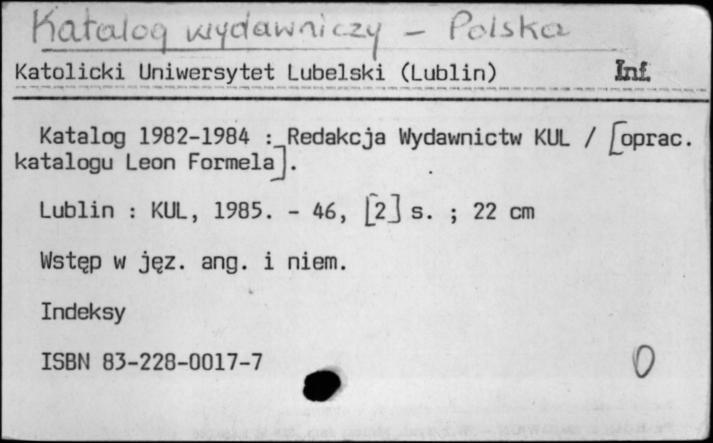 Katalog wydawniczy - Polska
Katolicki Uniwersytet Lubelski (Lublin) Inf.
Katalog 1982-1984 : Redakcja Wydawnictw KUL / [oprac.
katalogu Leon Formela].
Lublin : KUL, 1985. - 46, [2] s. ; 22 cm
Wstęp w jęz. ang. i niem.
Indeksy
ISBN 83-228-0017-7 0